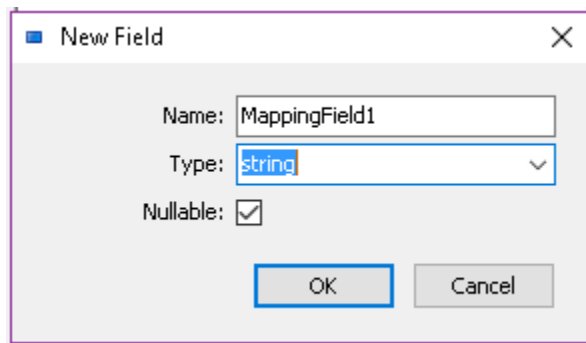 New Field
Name: MappingField1
Type: string
Nullable:
OK Cancel